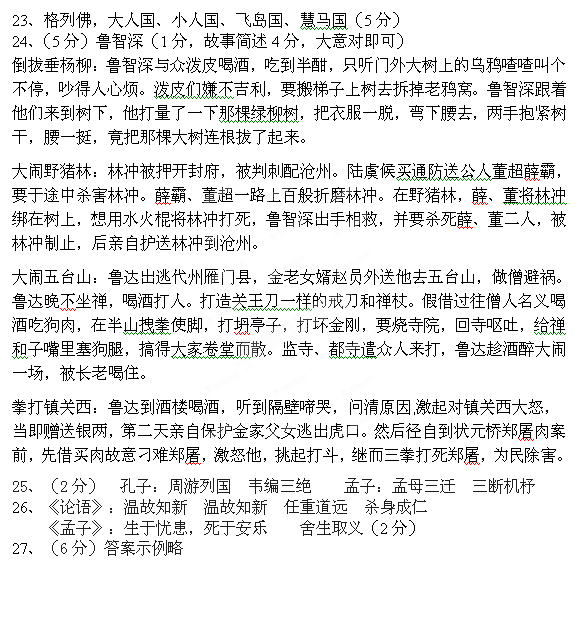 23、格列佛，大人国、小人国、飞岛国、慧马国（5分）
24、（5分）鲁智深（1分，故事简述4分，大意对即可）
倒拔垂杨柳：鲁智深与众泼皮喝酒，吃到半酣，只听门外大树上的乌鸦喳喳叫个
不停，吵得人心烦。泼皮们嫌不吉利，要搬梯子上树去拆掉老鸦窝。鲁智深跟着
他们来到树下，他打量了一下那棵绿柳树，把衣服一脱，弯下腰去，两手抱紧树
干，腰一挺，竟把那棵大树连根拔了起来。
大闹野猪林：林冲被押开封府，被判刺配沧州。陆虞候买通防送公人董超薛霸，
要于途中杀害林冲。薛霸、董超一路上百般折磨林冲。在野猪林，薛、董将林冲
绑在树上，想用水火棍将林冲打死，鲁智深出手相救，并要杀死薛、董二人，被
林冲制止，后亲自护送林冲到沧州。
大闹五台山：鲁达出逃代州雁门县，金老女婿赵员外送他去五台山，做僧避祸。
鲁达晚不坐禅，喝酒打人。打造关王刀一样的戒刀和禅杖。假借过往僧人名义喝
酒吃狗肉，在半山拽拳使脚，打坍亭子，打坏金刚，要烧寺院，回寺呕吐，给禅
和子嘴里塞狗腿，搞得大家卷堂而散。监寺、都寺遣众人来打，鲁达趁酒醉大闹
一场，被长老喝住。
拳打镇关西：鲁达到酒楼喝酒，听到隔壁啼哭，问清原因,激起对镇关西大怒，
当即赠送银两，第二天亲自保护金家父女逃出虎口。然后径自到状元桥郑屠肉案
前，先借买肉故意刁难郑屠，激怒他，挑起打斗，继而三拳打死郑屠，为民除害。
25、（2分） 孔子：周游列国 韦编三绝 孟子：孟母三迁 三断机杼
26、《论语》：温故知新 温故知新 任重道远 杀身成仁
《孟子》：生于忧患，死于安乐 舍生取义（2分）
27、（6分）答案示例略